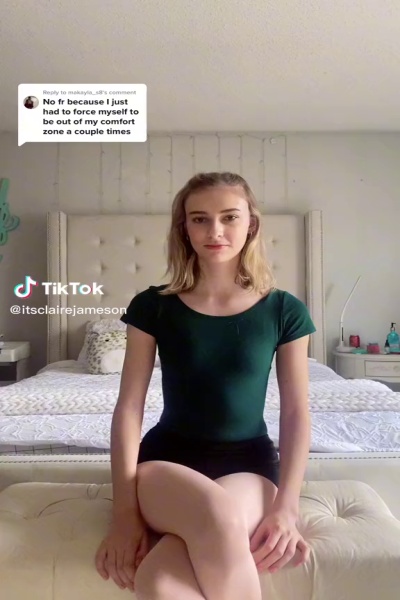 Reply to makayla_s8's comment
No fr because I just
had to force myself to
be out of my comfort
zone a couple times
TikTok
@itsclairejameson